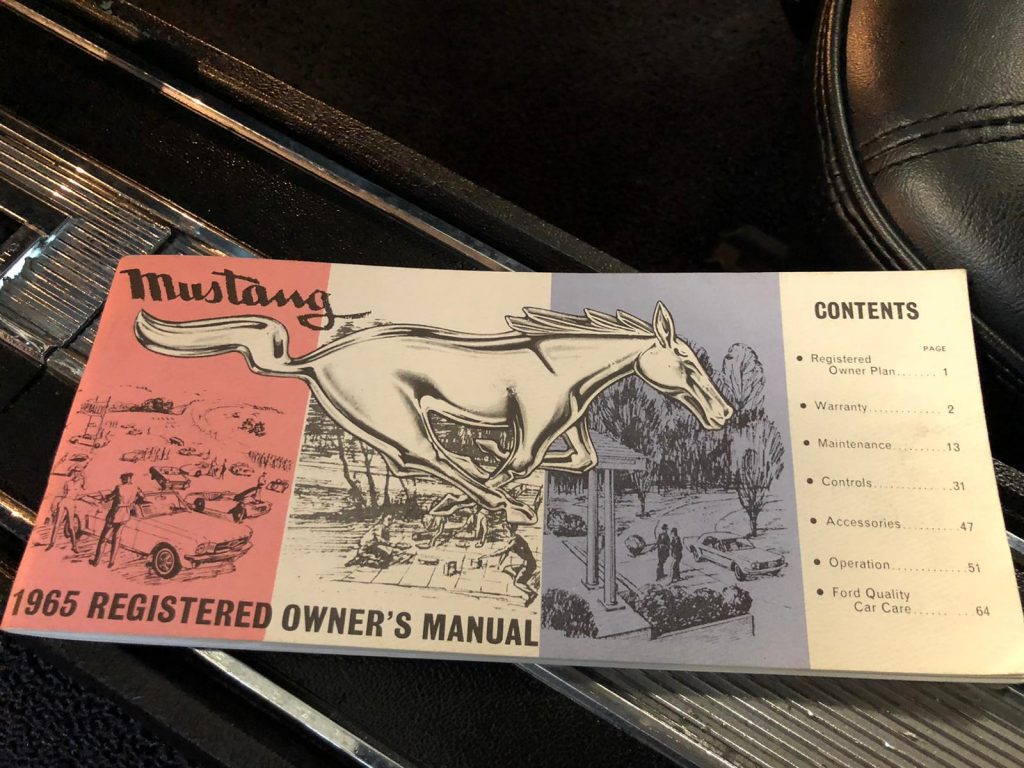 Mustang
1965 REGISTERED OWNER'S MANUAL
CONTENTS
PAGE
• Registered
Owner Plan....... 1
• Warranty............. 2
• Maintenance..........13
• Controls............31
• Accessories.........47
• Operation...........51
• Ford Quality
Car Care.........64